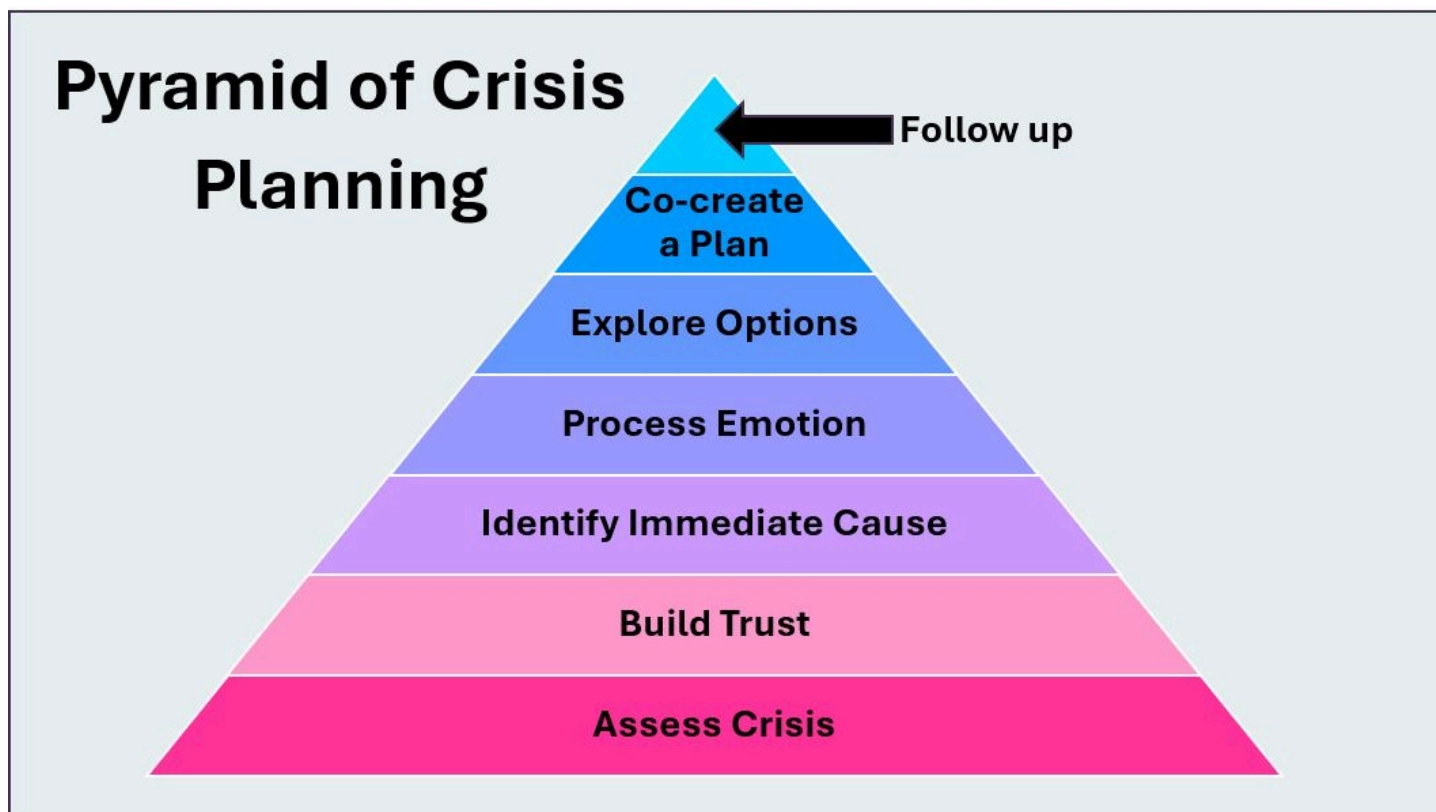 Pyramid of Crisis
Planning
Follow up
Co-create
a Plan
Explore Options
Process Emotion
Identify Immediate Cause
Build Trust
Assess Crisis